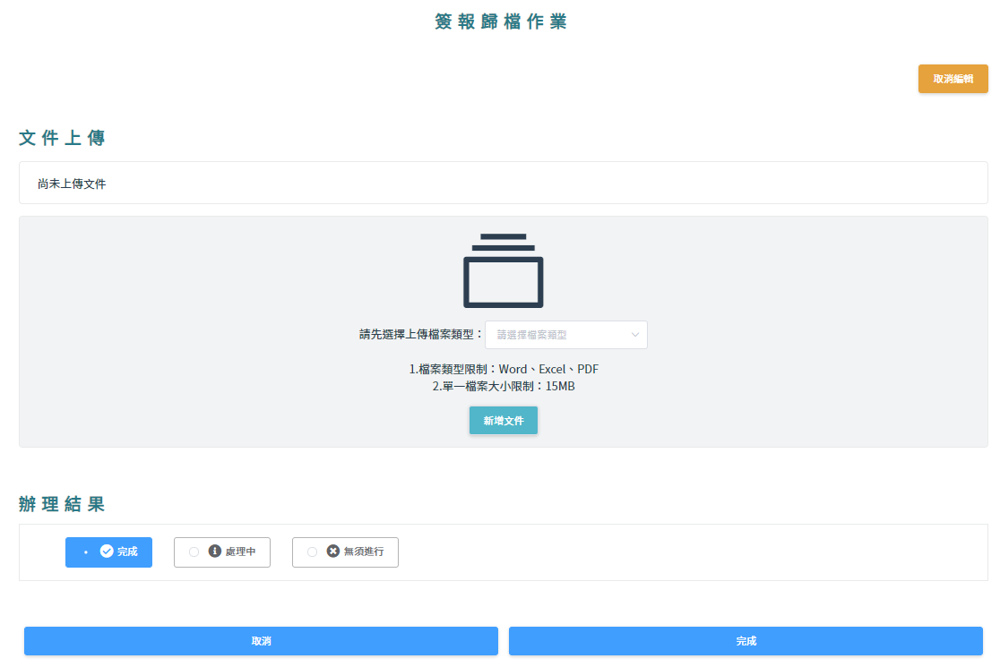 簽報歸檔作業
取消編輯
文件上傳
尚未上傳文件
請先選擇上傳檔案類型：請選擇檔案類型
1.檔案類型限制：Word、Excel、PDF
2.單一檔案大小限制：15MB
新增文件
辦理結果
完成 處理中 無須進行
取消 完成